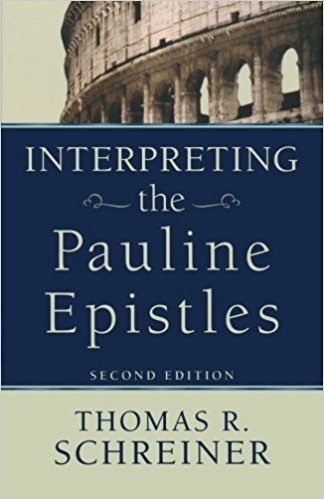 INTERPRETING
the
Pauline
Epistles
SECOND EDITION
THOMAS R.
SCHREINER